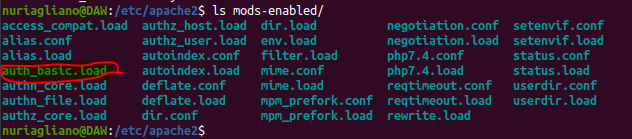 nuriagliano@DAW:/etc/apache2$ ls mods-enabled/
access_compat.load authz_host.load dir.load negotiation.conf setenvif.conf
alias.conf authz_user.load env.load negotiation.load setenvif.load
alias.load autoindex.conf filter.load php7.4.conf status.conf
auth_basic.load autoindex.load mime.conf php7.4.load status.load
authn_core.load deflate.conf mime.load reqtimeout.conf userdir.conf
authn_file.load deflate.load mpm_prefork.conf reqtimeout.load userdir.load
authz_core.load dir.conf mpm_prefork.load rewrite.load
nuriagliano@DAW:/etc/apache2$